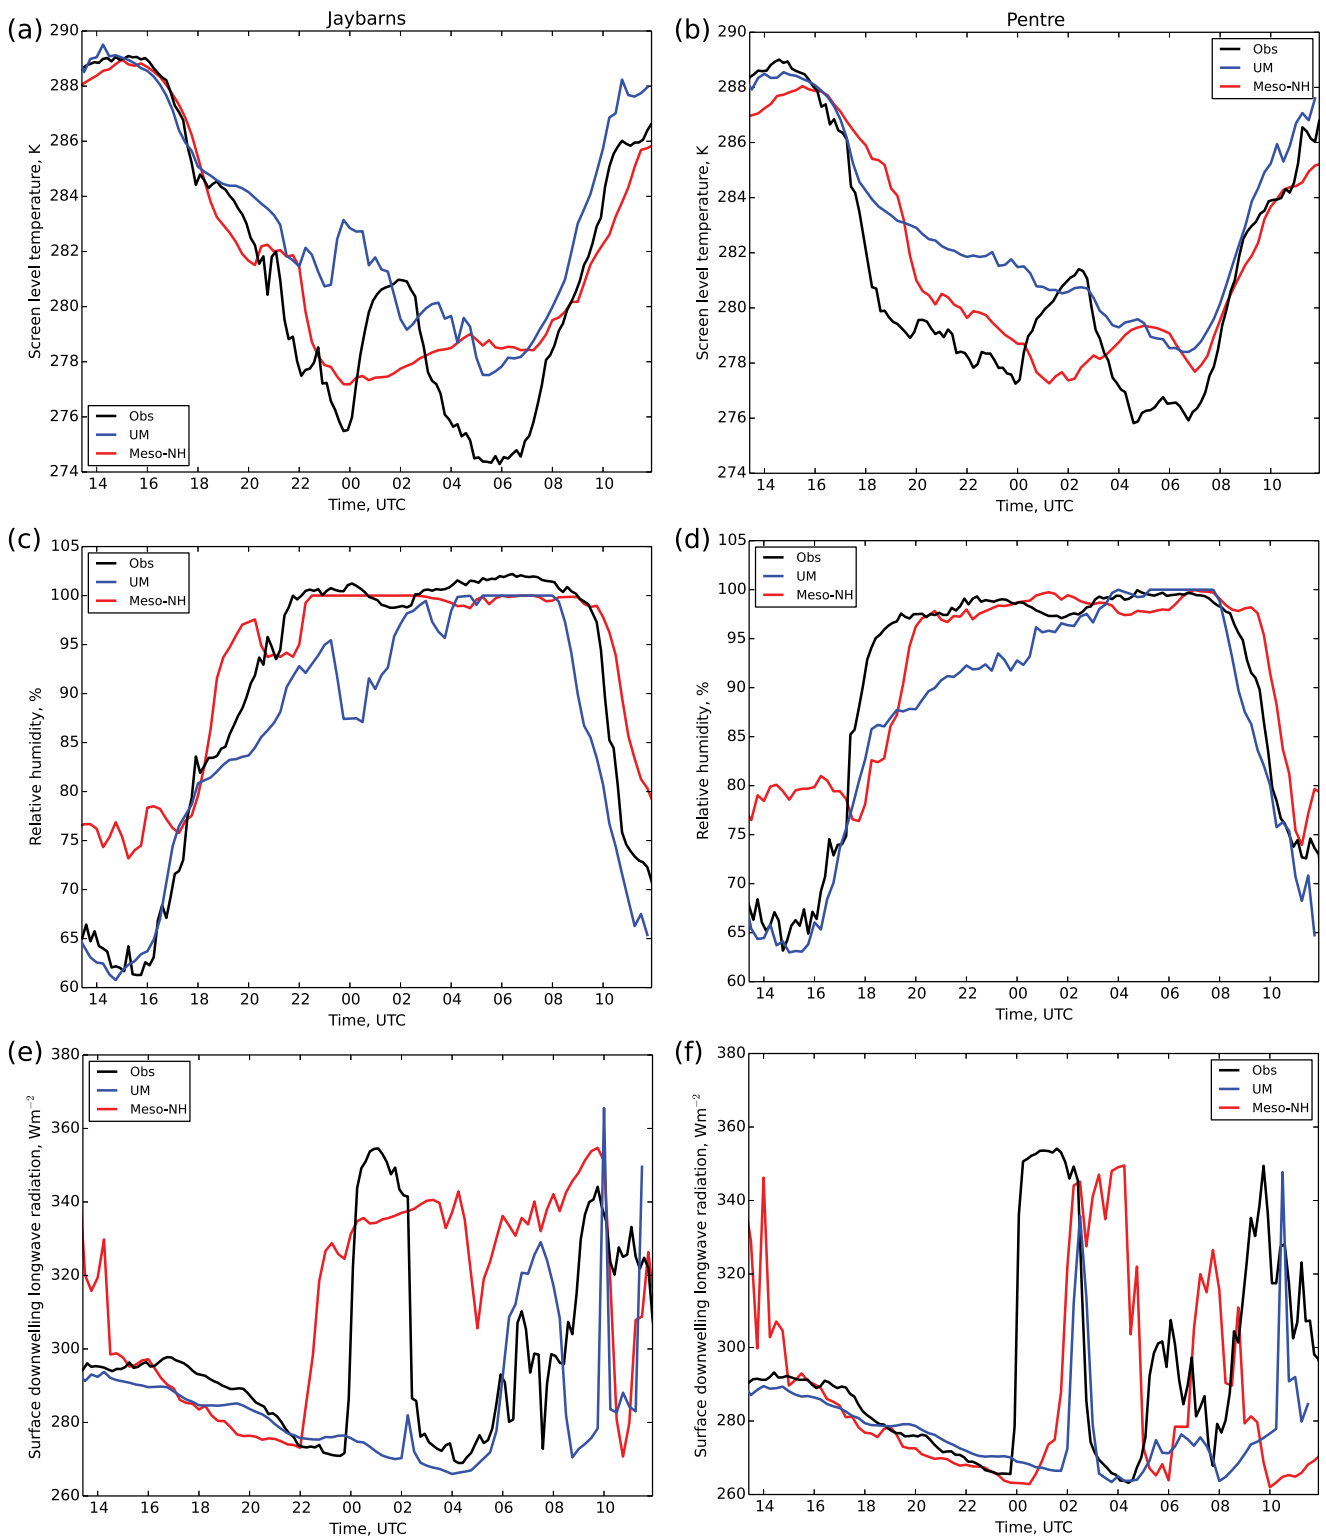 Jaybarns
Pentre
(a)
290
288
286
284
282
280
278
276
274
Screen level temperature, K
Obs
UM
Meso-NH
14 16 18 20 22 00 02 04 06 08 10
Time, UTC
(b)
290
288
286
284
282
280
278
276
274
Screen level temperature, K
Obs
UM
Meso-NH
14 16 18 20 22 00 02 04 06 08 10
Time, UTC
(c)
105
100
95
90
85
80
75
70
65
60
Relative humidity, %
Obs
UM
Meso-NH
14 16 18 20 22 00 02 04 06 08 10
Time, UTC
(d)
105
100
95
90
85
80
75
70
65
60
Relative humidity, %
Obs
UM
Meso-NH
14 16 18 20 22 00 02 04 06 08 10
Time, UTC
(e)
380
360
340
320
300
280
260
Surface downwelling longwave radiation, Wm⁻²
Obs
UM
Meso-NH
14 16 18 20 22 00 02 04 06 08 10
Time, UTC
(f)
380
360
340
320
300
280
260
Surface downwelling longwave radiation, Wm⁻²
Obs
UM
Meso-NH
14 16 18 20 22 00 02 04 06 08 10
Time, UTC